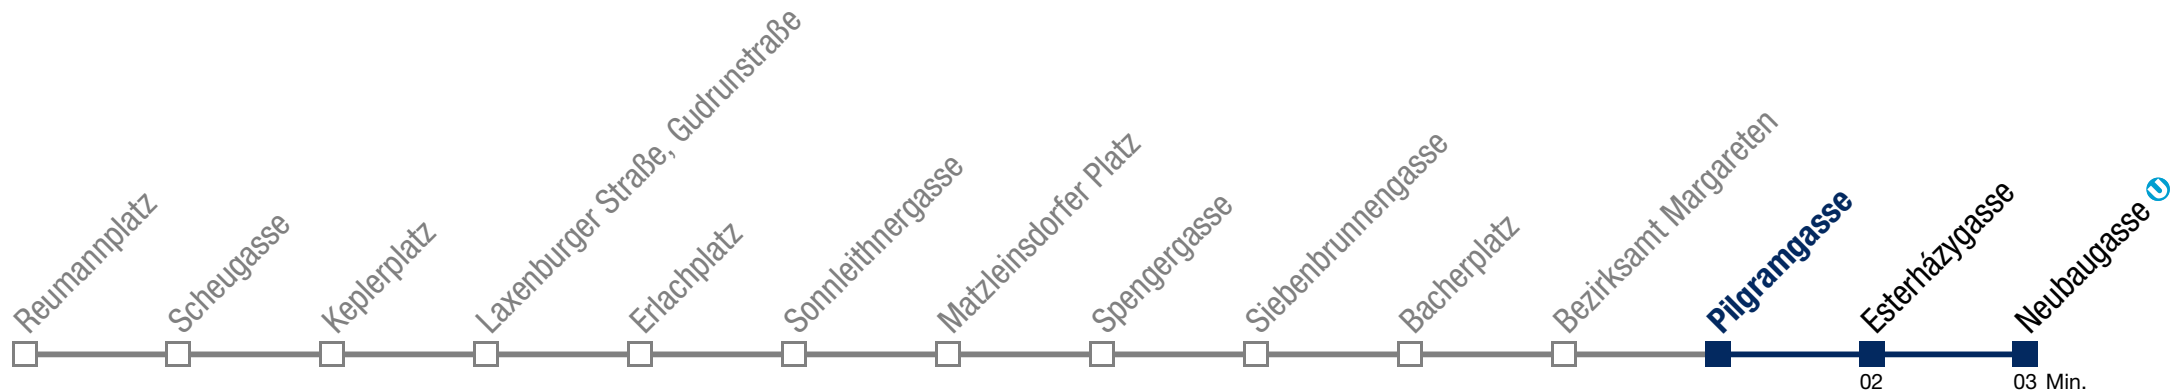 Reumannplatz
Scheugasse
Keplerplatz
Laxenburger Straße, Gudrunstraße
Erlachplatz
Sonnleithnergasse
Matzleinsdorfer Platz
Spengergasse
Siebenbrunnengasse
Bacherplatz
Bezirksamt Margareten
Pilgramgasse
Esterházygasse
Neubaugasse
02
03 Min.